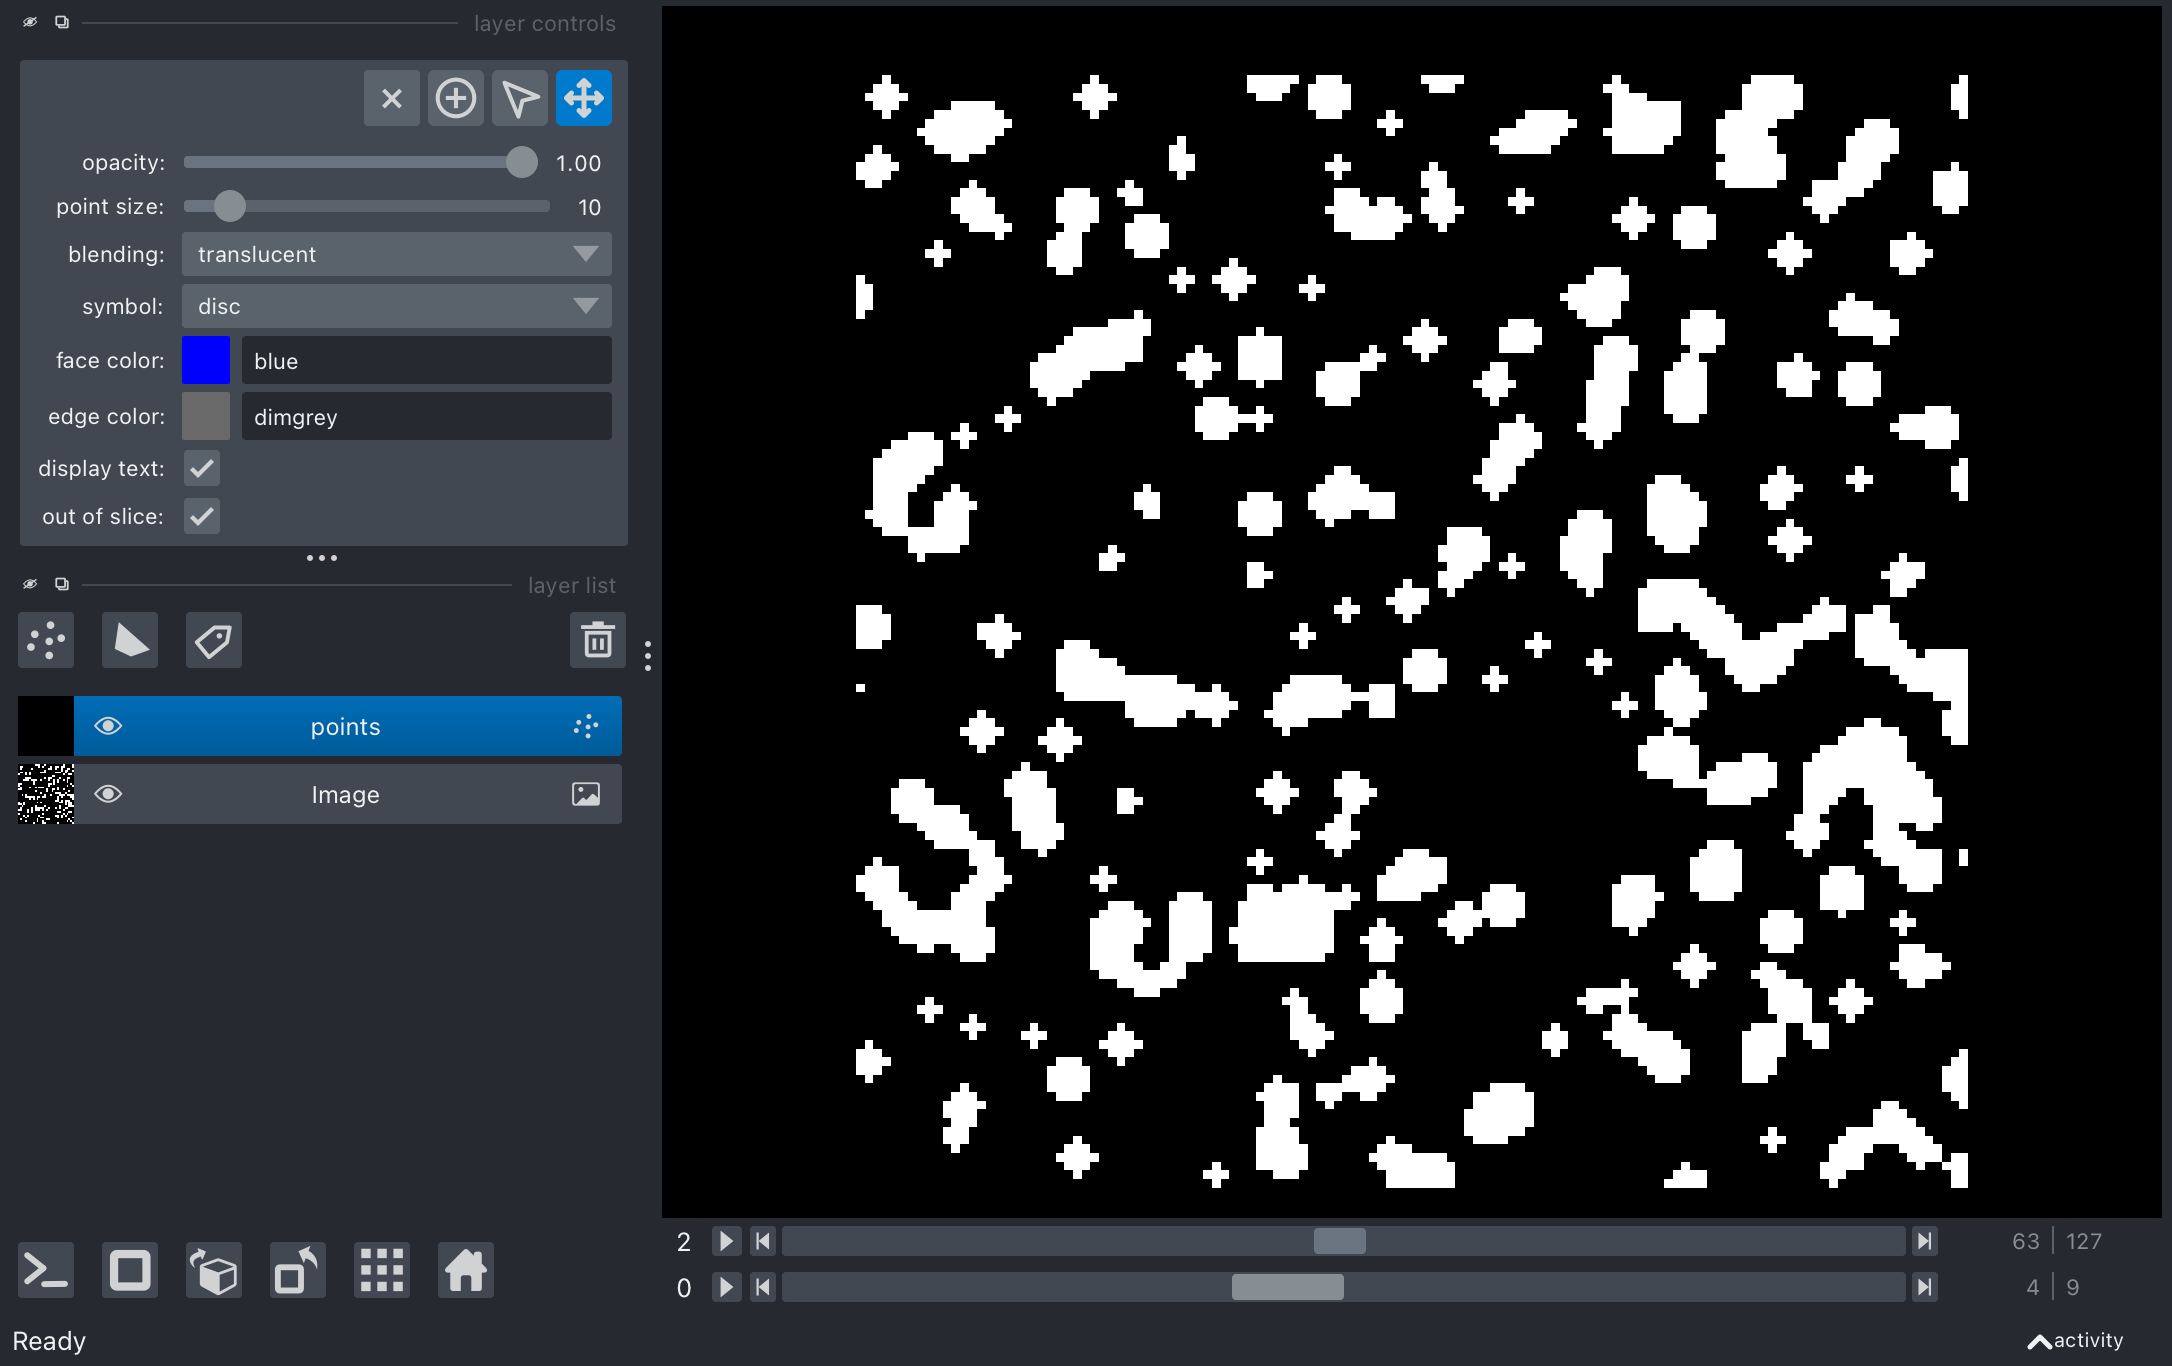 layer controls
opacity: 1.00
point size: 10
blending: translucent
symbol: disc
face color: blue
edge color: dimgrey
display text:
out of slice:
layer list
points
Image
2 63 | 127
0 4 | 9
Ready activity